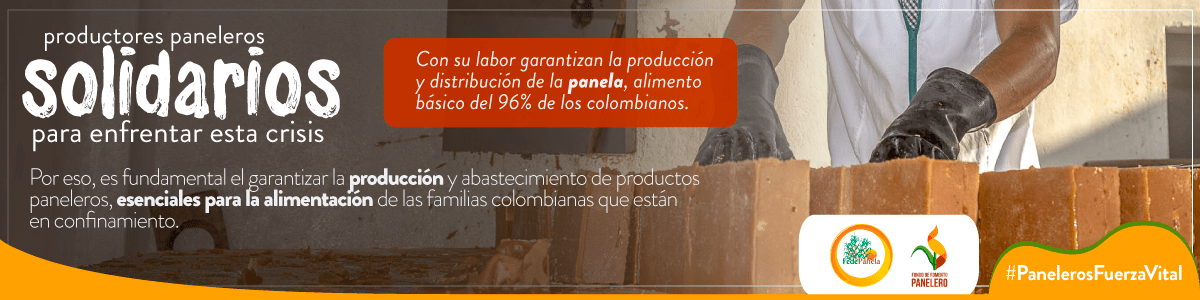 productores paneleros
solidarios
para enfrentar esta crisis
Con su labor garantizan la producción
y distribución de la panela, alimento
básico del 96% de los colombianos.
Por eso, es fundamental el garantizar la producción y abastecimiento de productos
paneleros, esenciales para la alimentación de las familias colombianas que están
en confinamiento.
FedePanela
FONDO DE FOMENTO
PANELERO
#PanelerosFuerzaVital